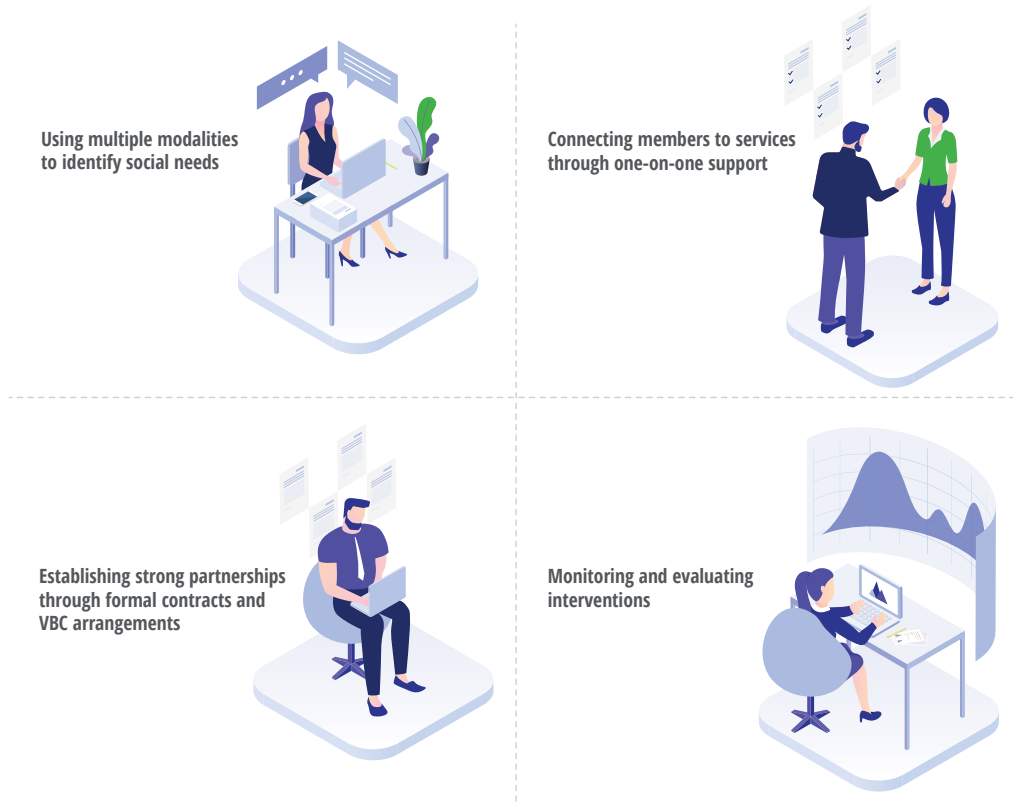 Using multiple modalities
to identify social needs
Connecting members to services
through one-on-one support
Establishing strong partnerships
through formal contracts and
VBC arrangements
Monitoring and evaluating
interventions